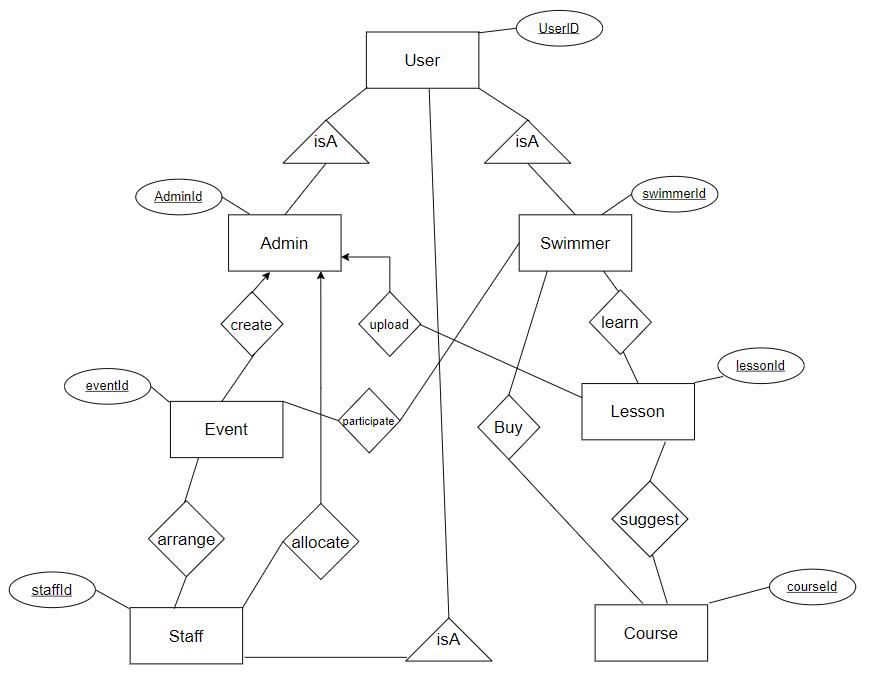 UserID
User
isA
isA
AdminId
swimmerId
Admin
Swimmer
create
upload
learn
eventId
lessonId
Event
participate
Buy
Lesson
arrange
allocate
suggest
staffId
courseId
Staff
isA
Course